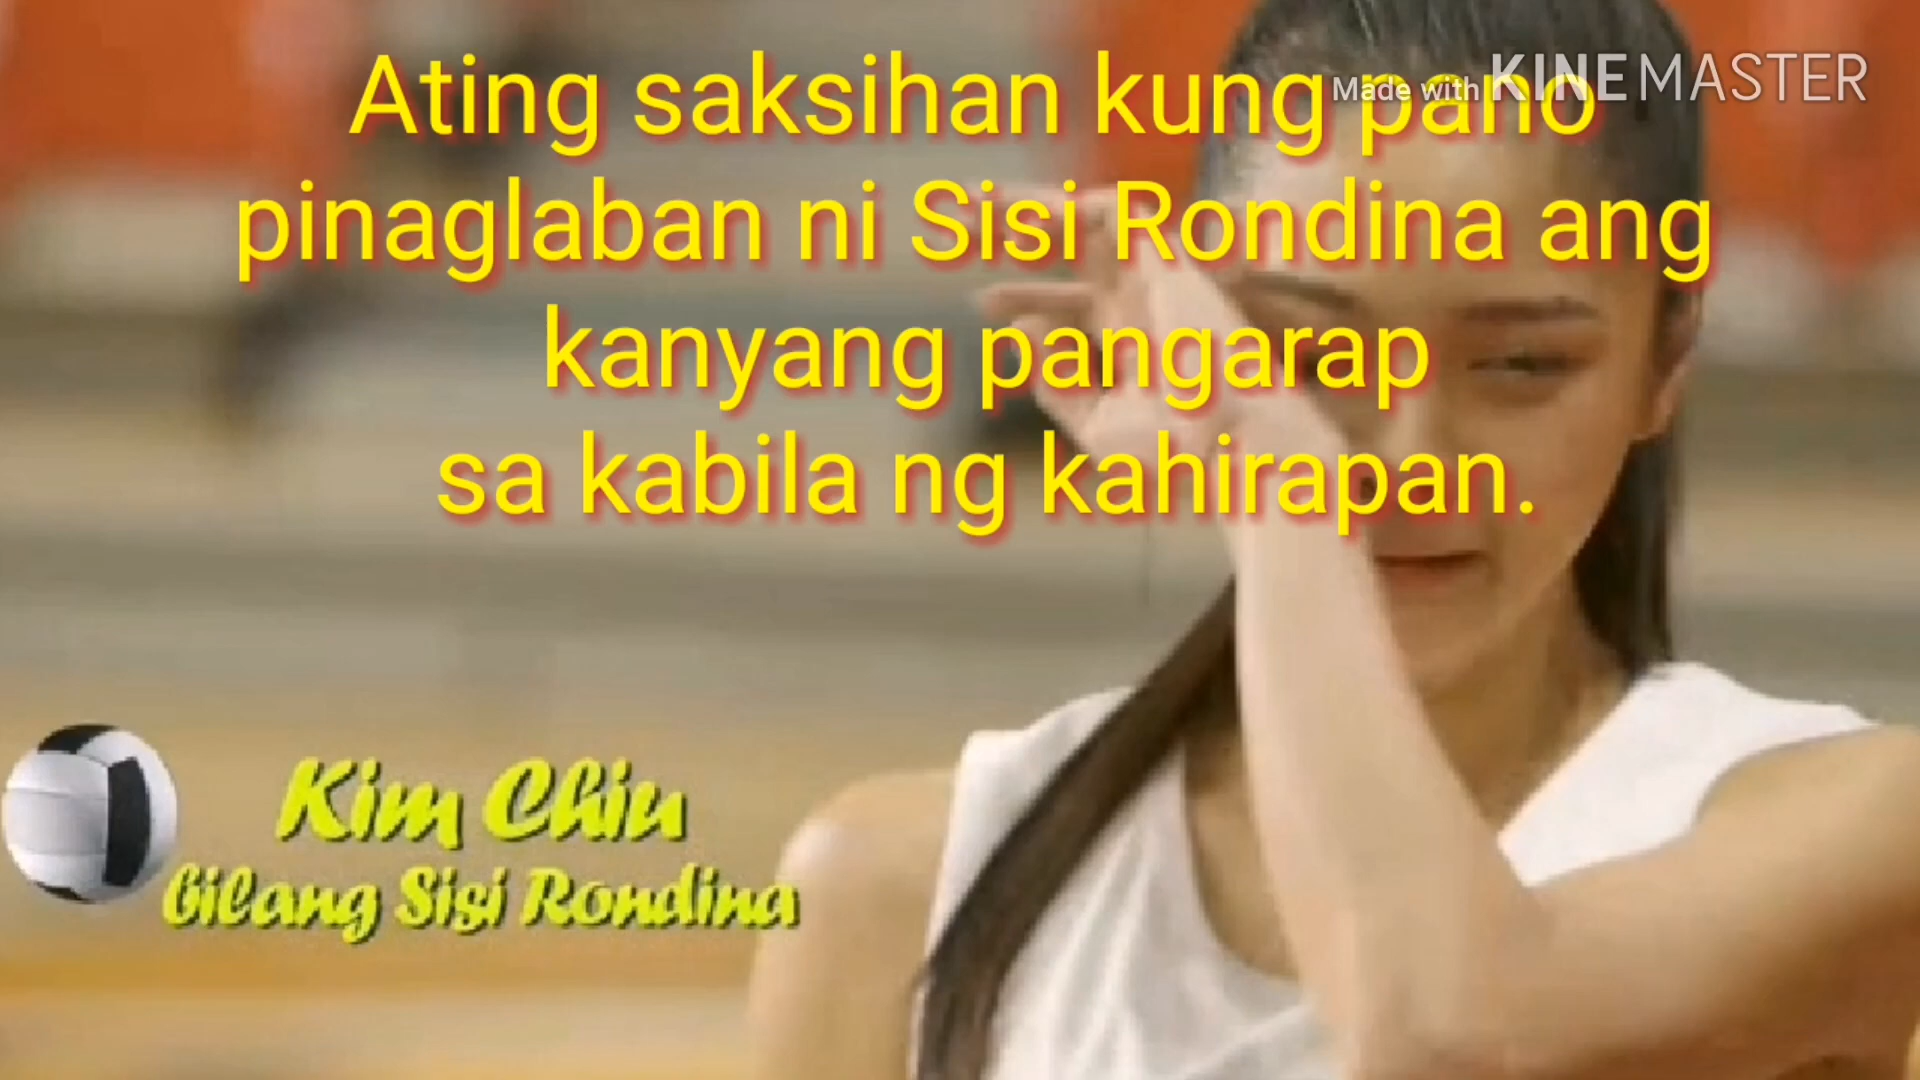 Made with KINEMASTER
Ating saksihan kung pano
pinaglaban ni Sisi Rondina ang
kanyang pangarap
sa kabila ng kahirapan.
Kim Chiu
bilang Sisi Rondina